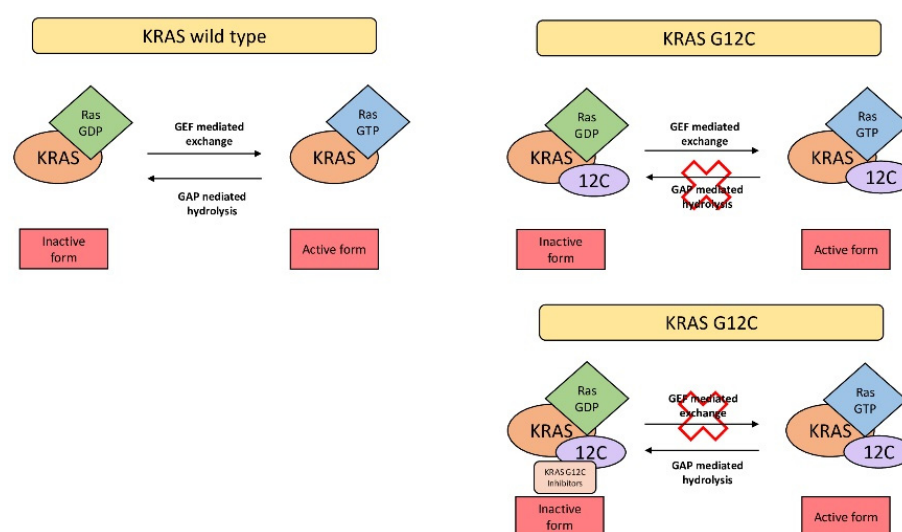 KRAS wild type
Ras
GDP
KRAS
GEF mediated
exchange
GAP nediated
hydrolysis
Ras
GTP
KRAS
Inactive
form
Active form
KRAS G12C
Ras
GDP
KRAS
12C
GEF mediated
exchange
GAP mediated
hydrolysis
Ras
GTP
KRAS
12C
Inactive
form
Active form
KRAS G12C
Ras
GDP
KRAS
12C
KRAS G12C
Inhibitors
GEF mediated
exchange
GAP mediated
hydrolysis
Ras
GTP
KRAS
12C
Inactive
form
Active form